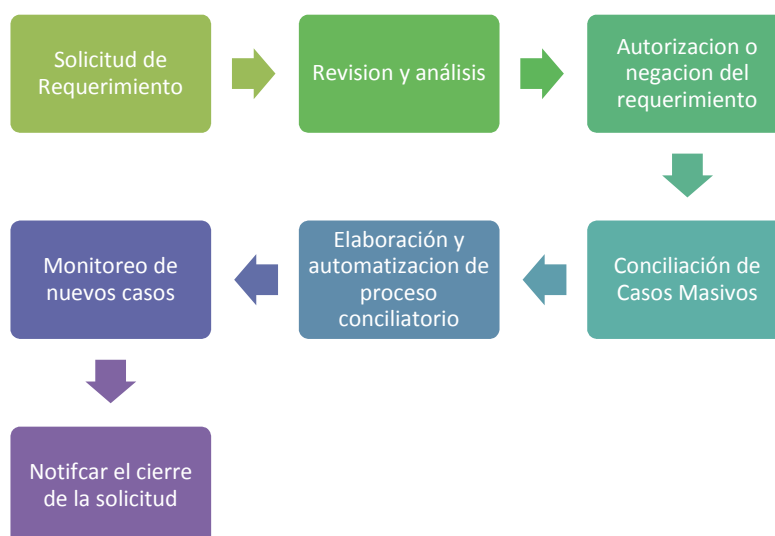 Solicitud de
Requerimiento
Revision y análisis
Autorizacion o
negacion del
requerimiento
Conciliación de
Casos Masivos
Elaboración y
automatizacion de
proceso
conciliatorio
Monitoreo de
nuevos casos
Notifcar el cierre
de la solicitud